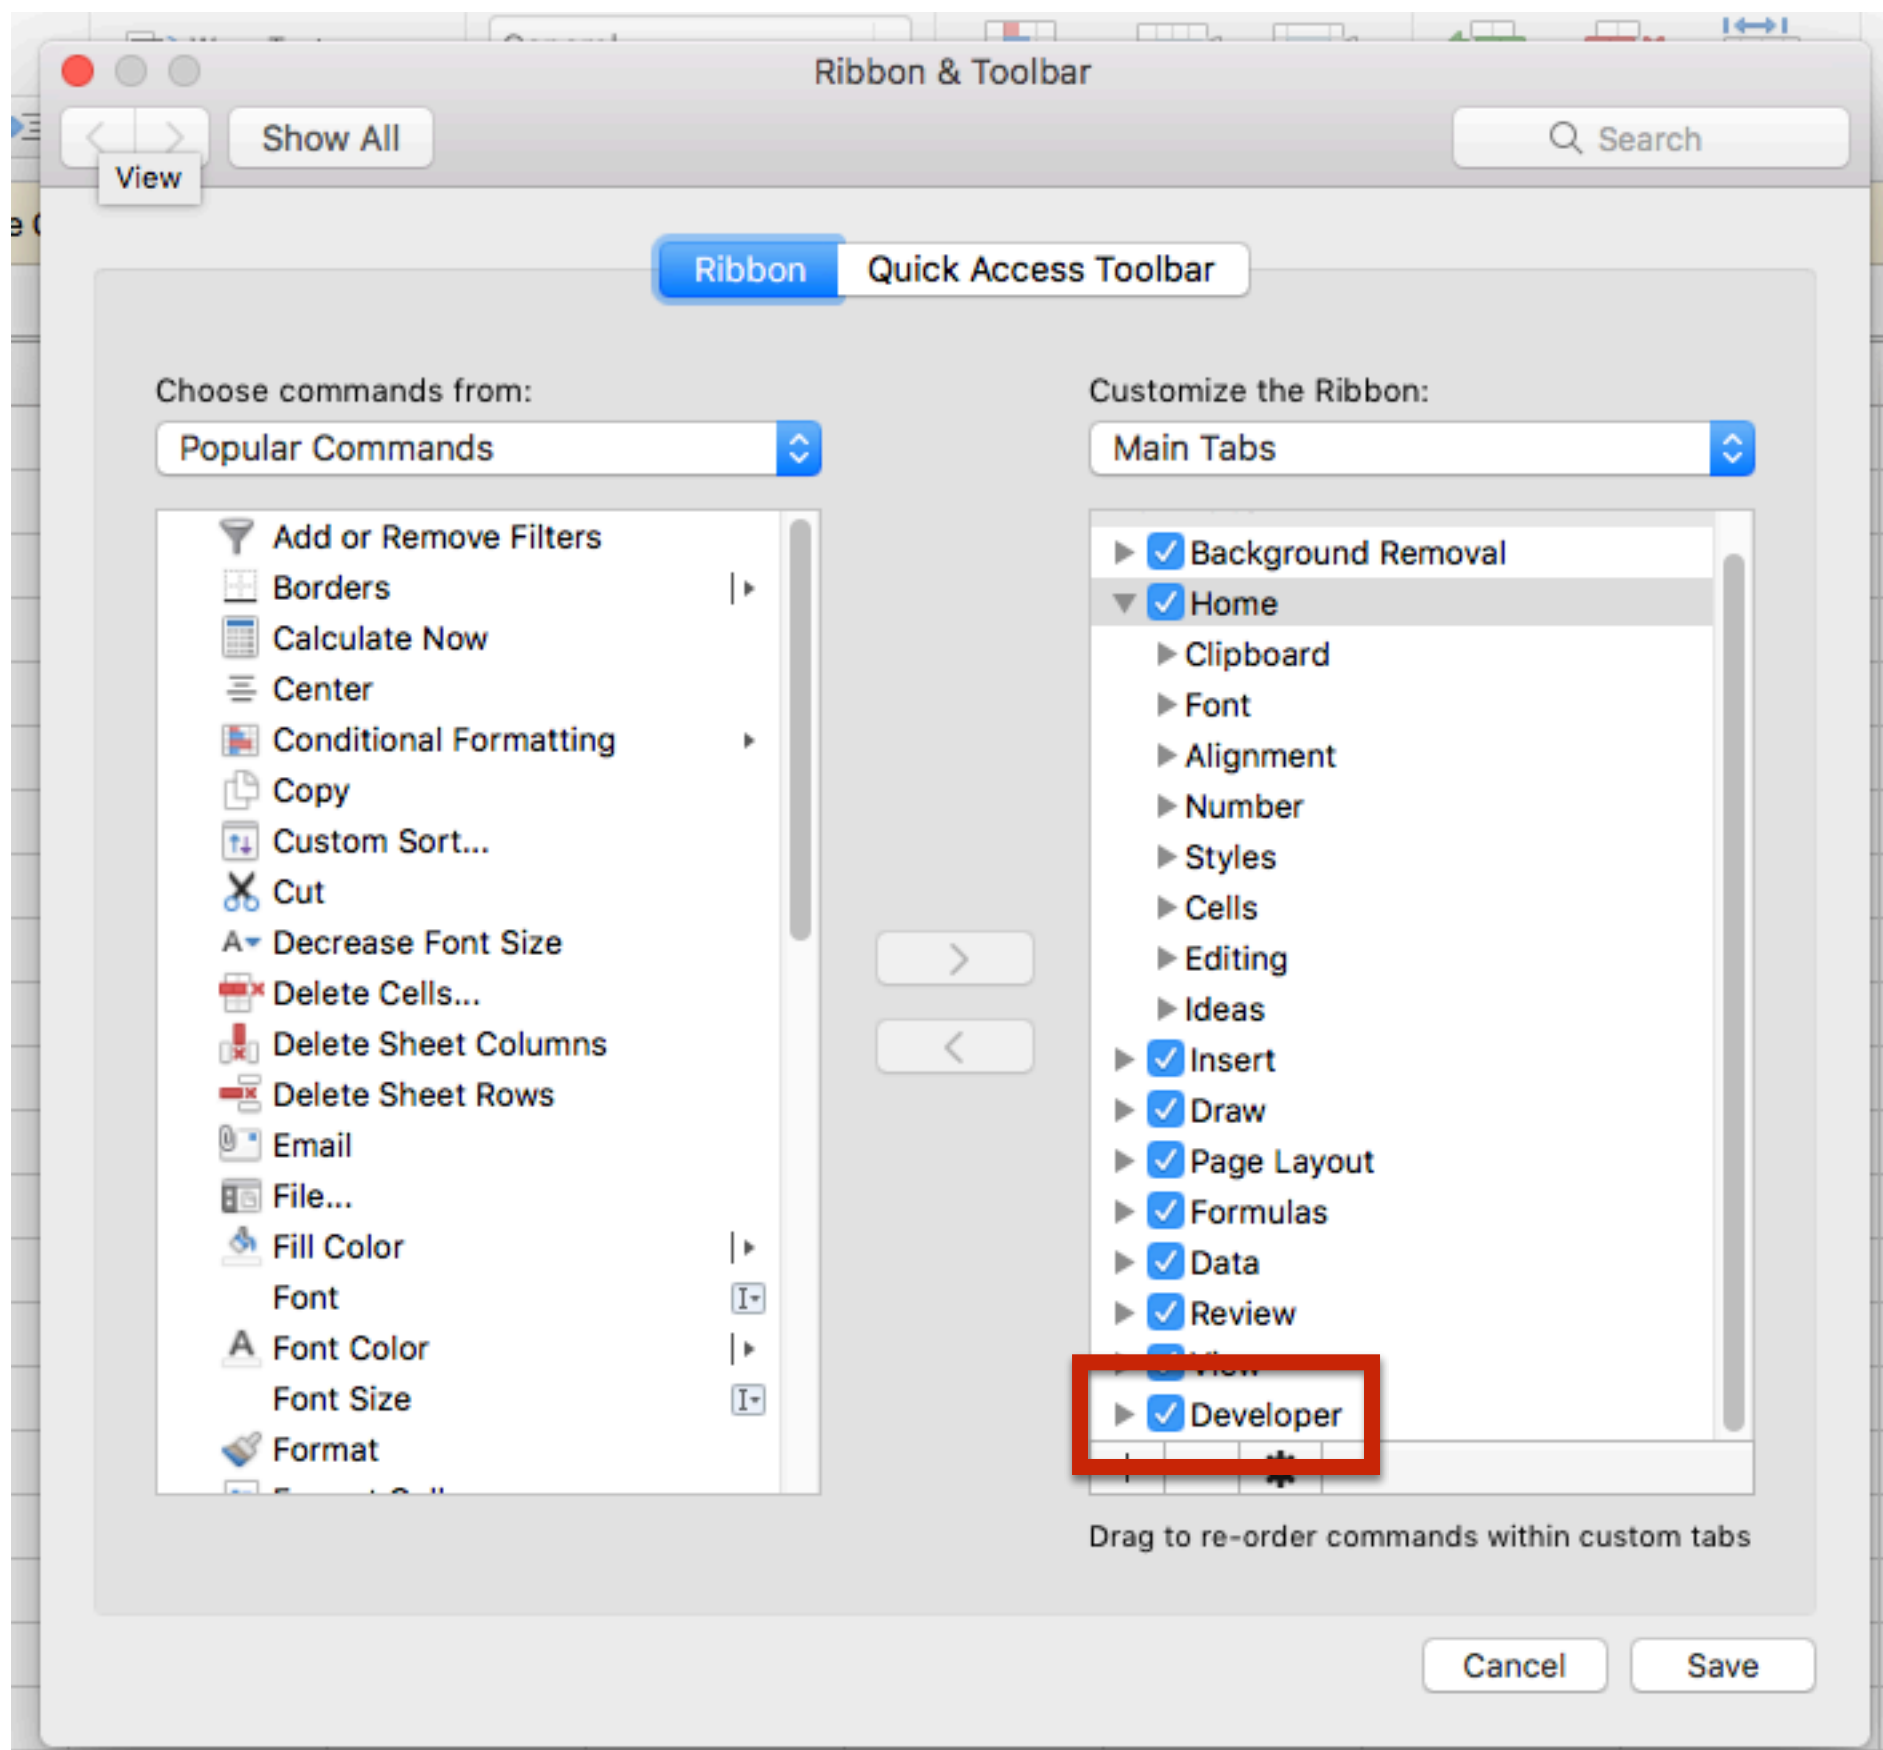 Ribbon & Toolbar
Show All
Search
View
Ribbon
Quick Access Toolbar
Choose commands from:
Popular Commands
Add or Remove Filters
Borders
Calculate Now
Center
Conditional Formatting
Copy
Custom Sort...
Cut
Decrease Font Size
Delete Cells...
Delete Sheet Columns
Delete Sheet Rows
Email
File...
Fill Color
Font
Font Color
Font Size
Format
Customize the Ribbon:
Main Tabs
Background Removal
Home
Clipboard
Font
Alignment
Number
Styles
Cells
Editing
Ideas
Insert
Draw
Page Layout
Formulas
Data
Review
View
Developer
Drag to re-order commands within custom tabs
Cancel
Save